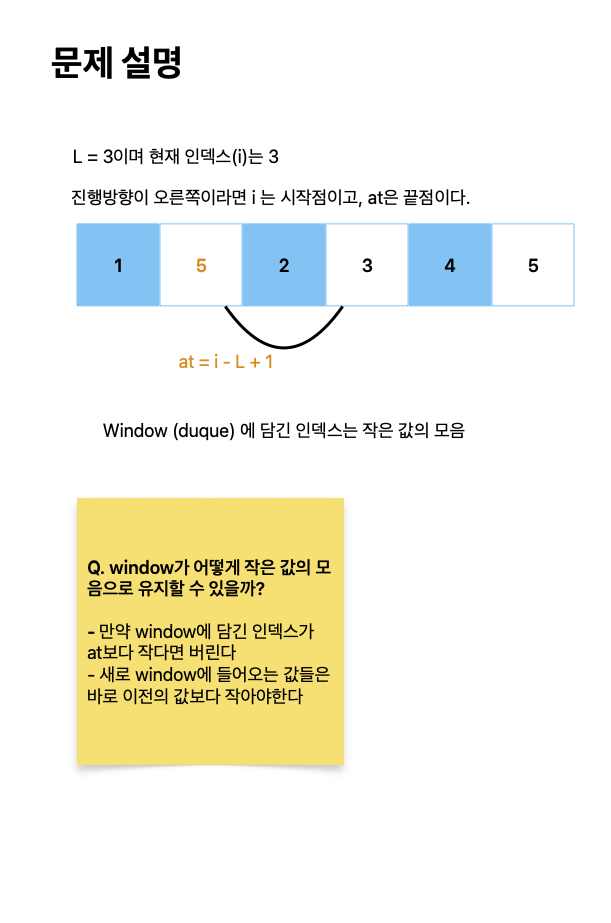 문제 설명
L = 3이며 현재 인덱스(i)는 3
진행방향이 오른쪽이라면 i 는 시작점이고, at은 끝점이다.
1 5 2 3 4 5
at = i - L + 1
Window (duque) 에 담긴 인덱스는 작은 값의 모음
Q. window가 어떻게 작은 값의 모
음으로 유지할 수 있을까?
- 만약 window에 담긴 인덱스가
at보다 작다면 버린다
- 새로 window에 들어오는 값들은
바로 이전의 값보다 작아야한다